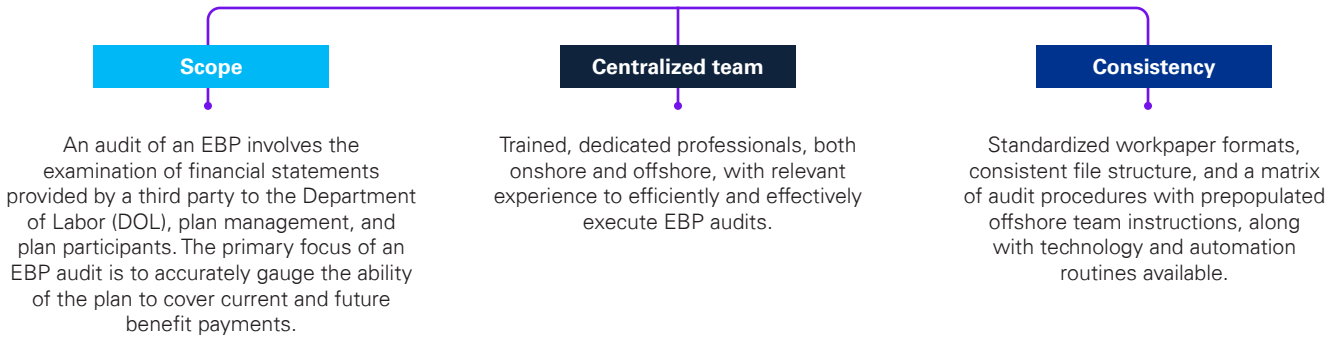 Scope
An audit of an EBP involves the
examination of financial statements
provided by a third party to the Department
of Labor (DOL), plan management, and
plan participants. The primary focus of an
EBP audit is to accurately gauge the ability
of the plan to cover current and future
benefit payments.
Centralized team
Trained, dedicated professionals, both
onshore and offshore, with relevant
experience to efficiently and effectively
execute EBP audits.
Consistency
Standardized workpaper formats,
consistent file structure, and a matrix
of audit procedures with prepopulated
offshore team instructions, along
with technology and automation
routines available.